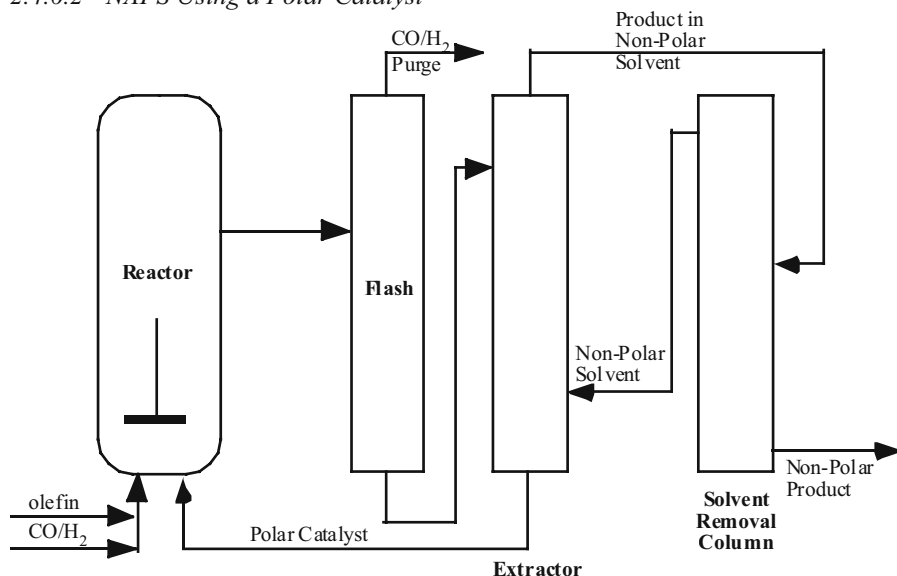 2.4.6.2 NAPS Using a Polar Catalyst
CO/H₂
Purge
Product in
Non-Polar
Solvent
Reactor
Flash
Non-Polar
Solvent
olefin
CO/H₂
Polar Catalyst
Extractor
Solvent
Removal
Column
Non-Polar
Product